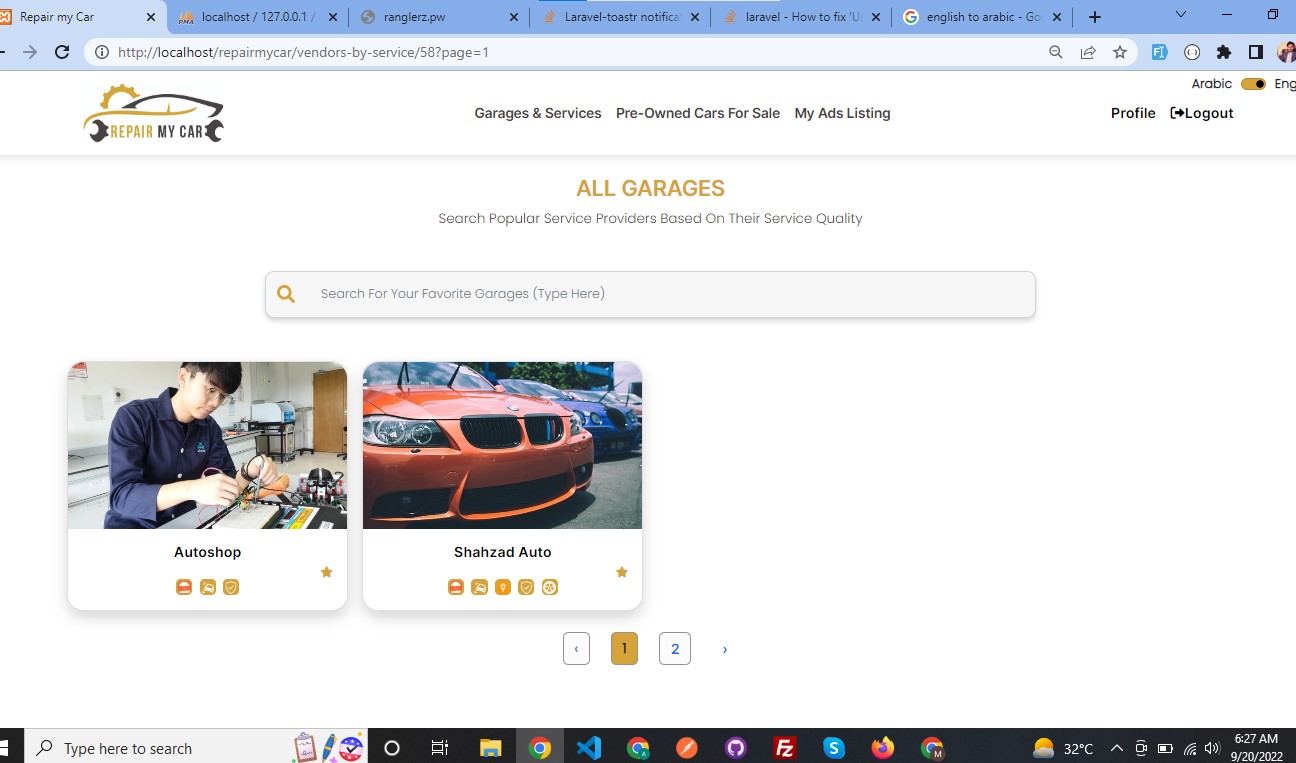 Repair my Car
localhost / 127.0.0.1 /
ranglerz.pw
Laravel-toastr notifica
laravel - How to fix 'U
english to arabic - Go
http://localhost/repairmycar/vendors-by-service/58?page=1
Arabic Eng
REPAIR MY CAR
Garages & Services Pre-Owned Cars For Sale My Ads Listing
Profile Logout
ALL GARAGES
Search Popular Service Providers Based On Their Service Quality
Search For Your Favorite Garages (Type Here)
Autoshop
Shahzad Auto
‹ 1 2 ›
Type here to search
32°C
6:27 AM
9/20/2022